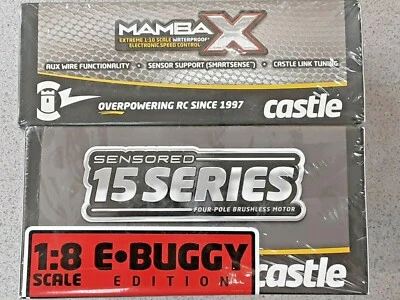 MAMBA X
EXTREME 1:10 SCALE WATERPROOF
ELECTRONIC SPEED CONTROL
AUX WIRE FUNCTIONALITY • SENSOR SUPPORT (SMARTSENSE™) • CASTLE LINK TUNING
OVERPOWERING RC SINCE 1997
castle
SENSORED
15 SERIES
FOUR-POLE BRUSHLESS MOTOR
1:8 E•BUGGY
SCALE EDITION
castle